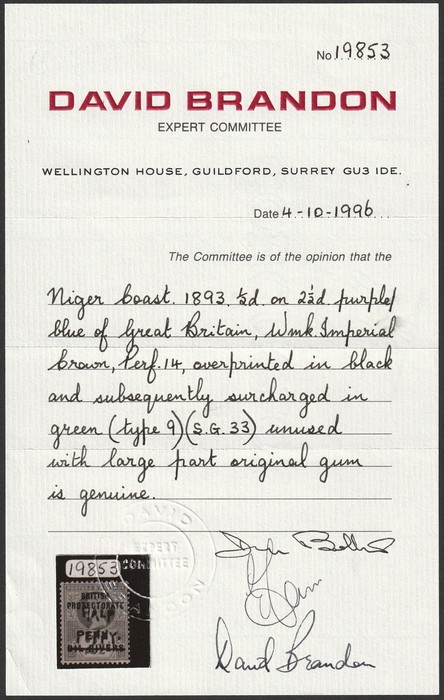 No 19853
DAVID BRANDON
EXPERT COMMITTEE
WELLINGTON HOUSE, GUILDFORD, SURREY GU3 1DE.
Date 4-10-1996
The Committee is of the opinion that the
Niger Coast. 1893. ½d. on 2½d. purple/
blue of Great Britain, Wmk. Imperial
Crown, Perf. 14, overprinted in black
and subsequently surcharged in
green (type 9) (S.G. 33) unused
with large part original gum
is genuine.
DAVID
EXPERT
COMMITTEE
19853
BRITISH
PROTECTORATE
HALF
PENNY.
OIL RIVERS
David Brandon